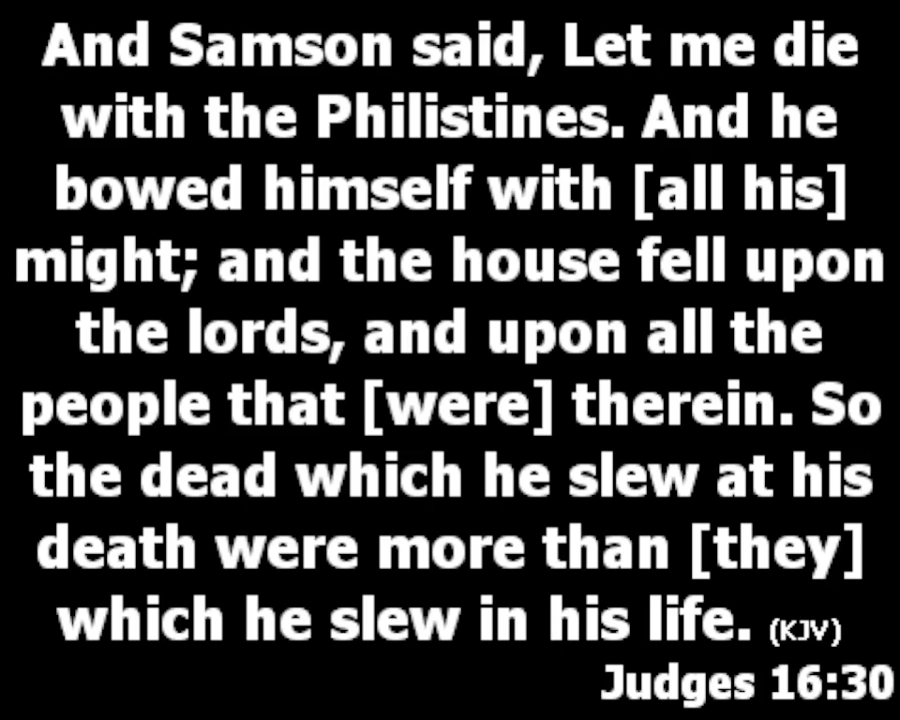 And Samson said, Let me die
with the Philistines. And he
bowed himself with [all his]
might; and the house fell upon
the lords, and upon all the
people that [were] therein. So
the dead which he slew at his
death were more than [they]
which he slew in his life. (KJV)
Judges 16:30